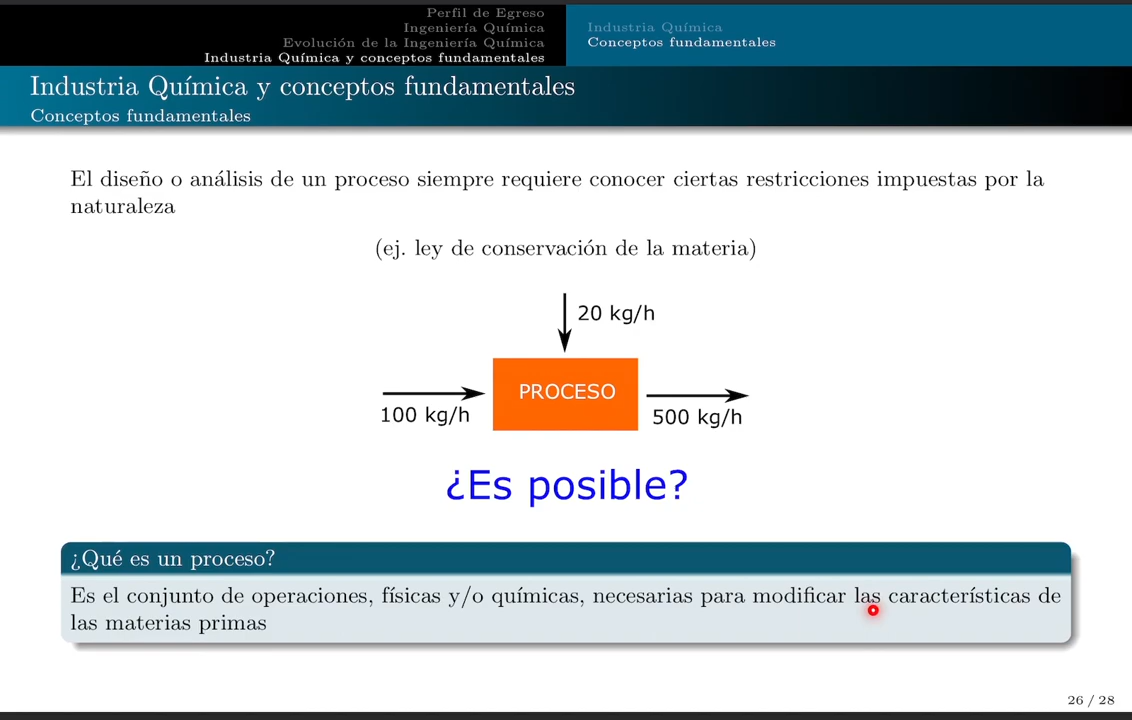 Perfil de Egreso
Ingeniería Química
Evolución de la Ingeniería Química
Industria Química y conceptos fundamentales
Industria Química
Conceptos fundamentales
Industria Química y conceptos fundamentales
Conceptos fundamentales
El diseño o análisis de un proceso siempre requiere conocer ciertas restricciones impuestas por la
naturaleza
(ej. ley de conservación de la materia)
20 kg/h
PROCESO
100 kg/h
500 kg/h
¿Es posible?
¿Qué es un proceso?
Es el conjunto de operaciones, físicas y/o químicas, necesarias para modificar las características de
las materias primas
26 / 28